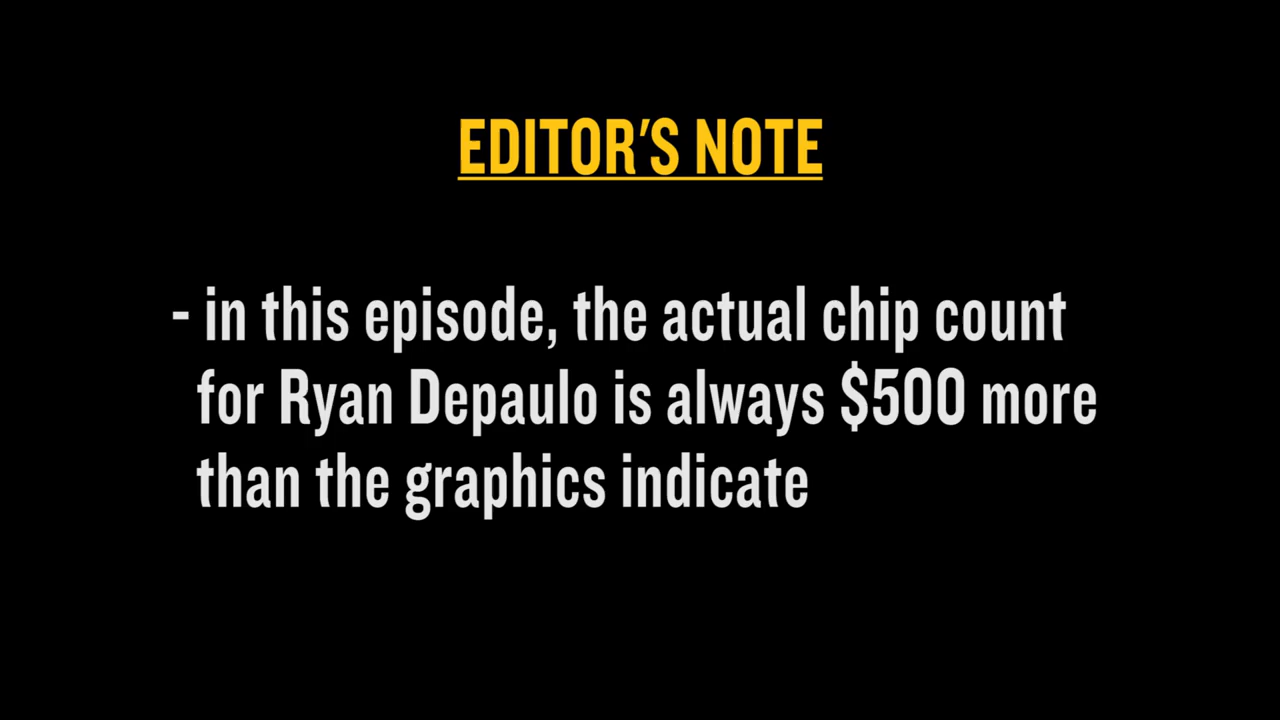 EDITOR'S NOTE
- in this episode, the actual chip count
for Ryan Depaulo is always $500 more
than the graphics indicate